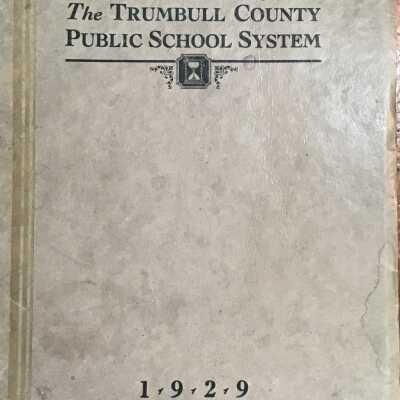 The TRUMBULL COUNTY
PUBLIC SCHOOL SYSTEM
1·9·2·9